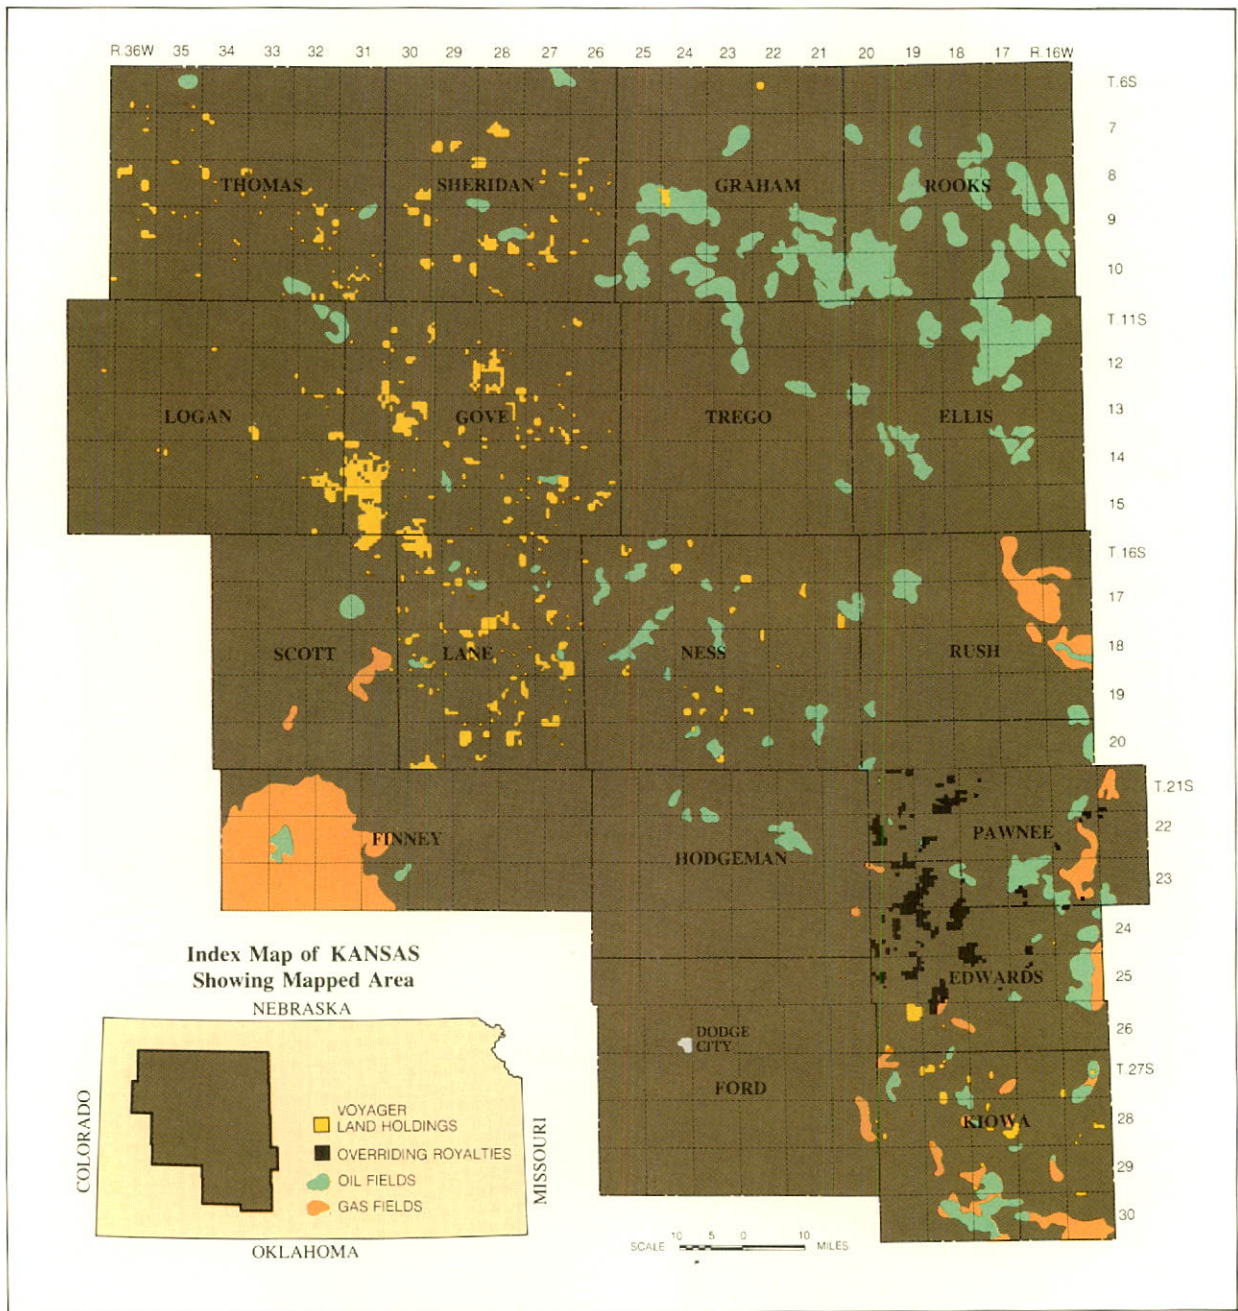 R.36W 35 34 33 32 31 30 29 28 27 26 25 24 23 22 21 20 19 18 17 R.16W
T.6S
7
8
THOMAS SHERIDAN GRAHAM ROOKS
9
10
T.11S
12
13
LOGAN GOVE TREGO ELLIS
14
15
T.16S
17
18
SCOTT LANE NESS RUSH
19
20
T.21S
22
FINNEY HODGEMAN PAWNEE
23
24
25
EDWARDS
26
DODGE
CITY
T.27S
FORD
28
KIOWA
29
30
Index Map of KANSAS
Showing Mapped Area
NEBRASKA
COLORADO
MISSOURI
OKLAHOMA
VOYAGER
LAND HOLDINGS
OVERRIDING ROYALTIES
OIL FIELDS
GAS FIELDS
10 5 0 10
SCALE MILES